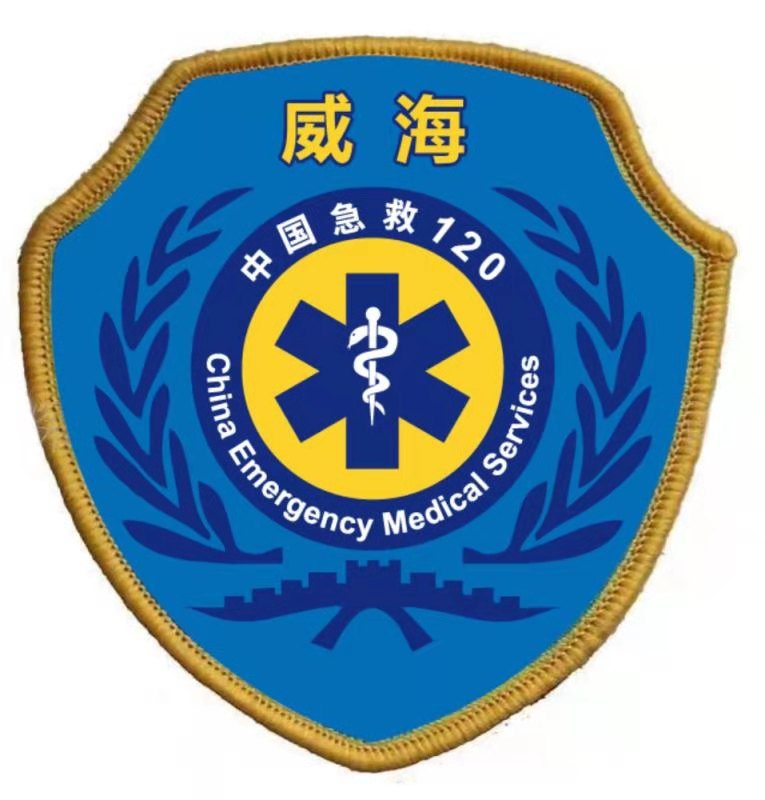 威海
中国急救120
China Emergency Medical Services